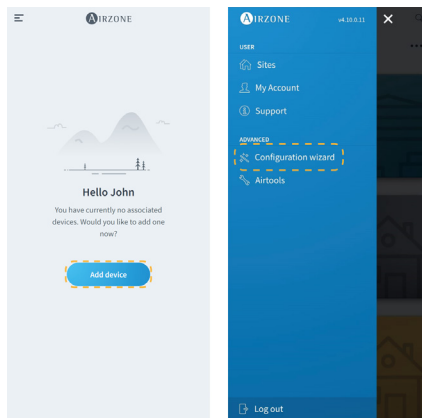 AIRZONE
Hello John
You have currently no associated
devices. Would you like to add one
now?
Add device
AIRZONE
v4.10.0.11
USER
Sites
My Account
Support
ADVANCED
Configuration wizard
Airtools
Log out